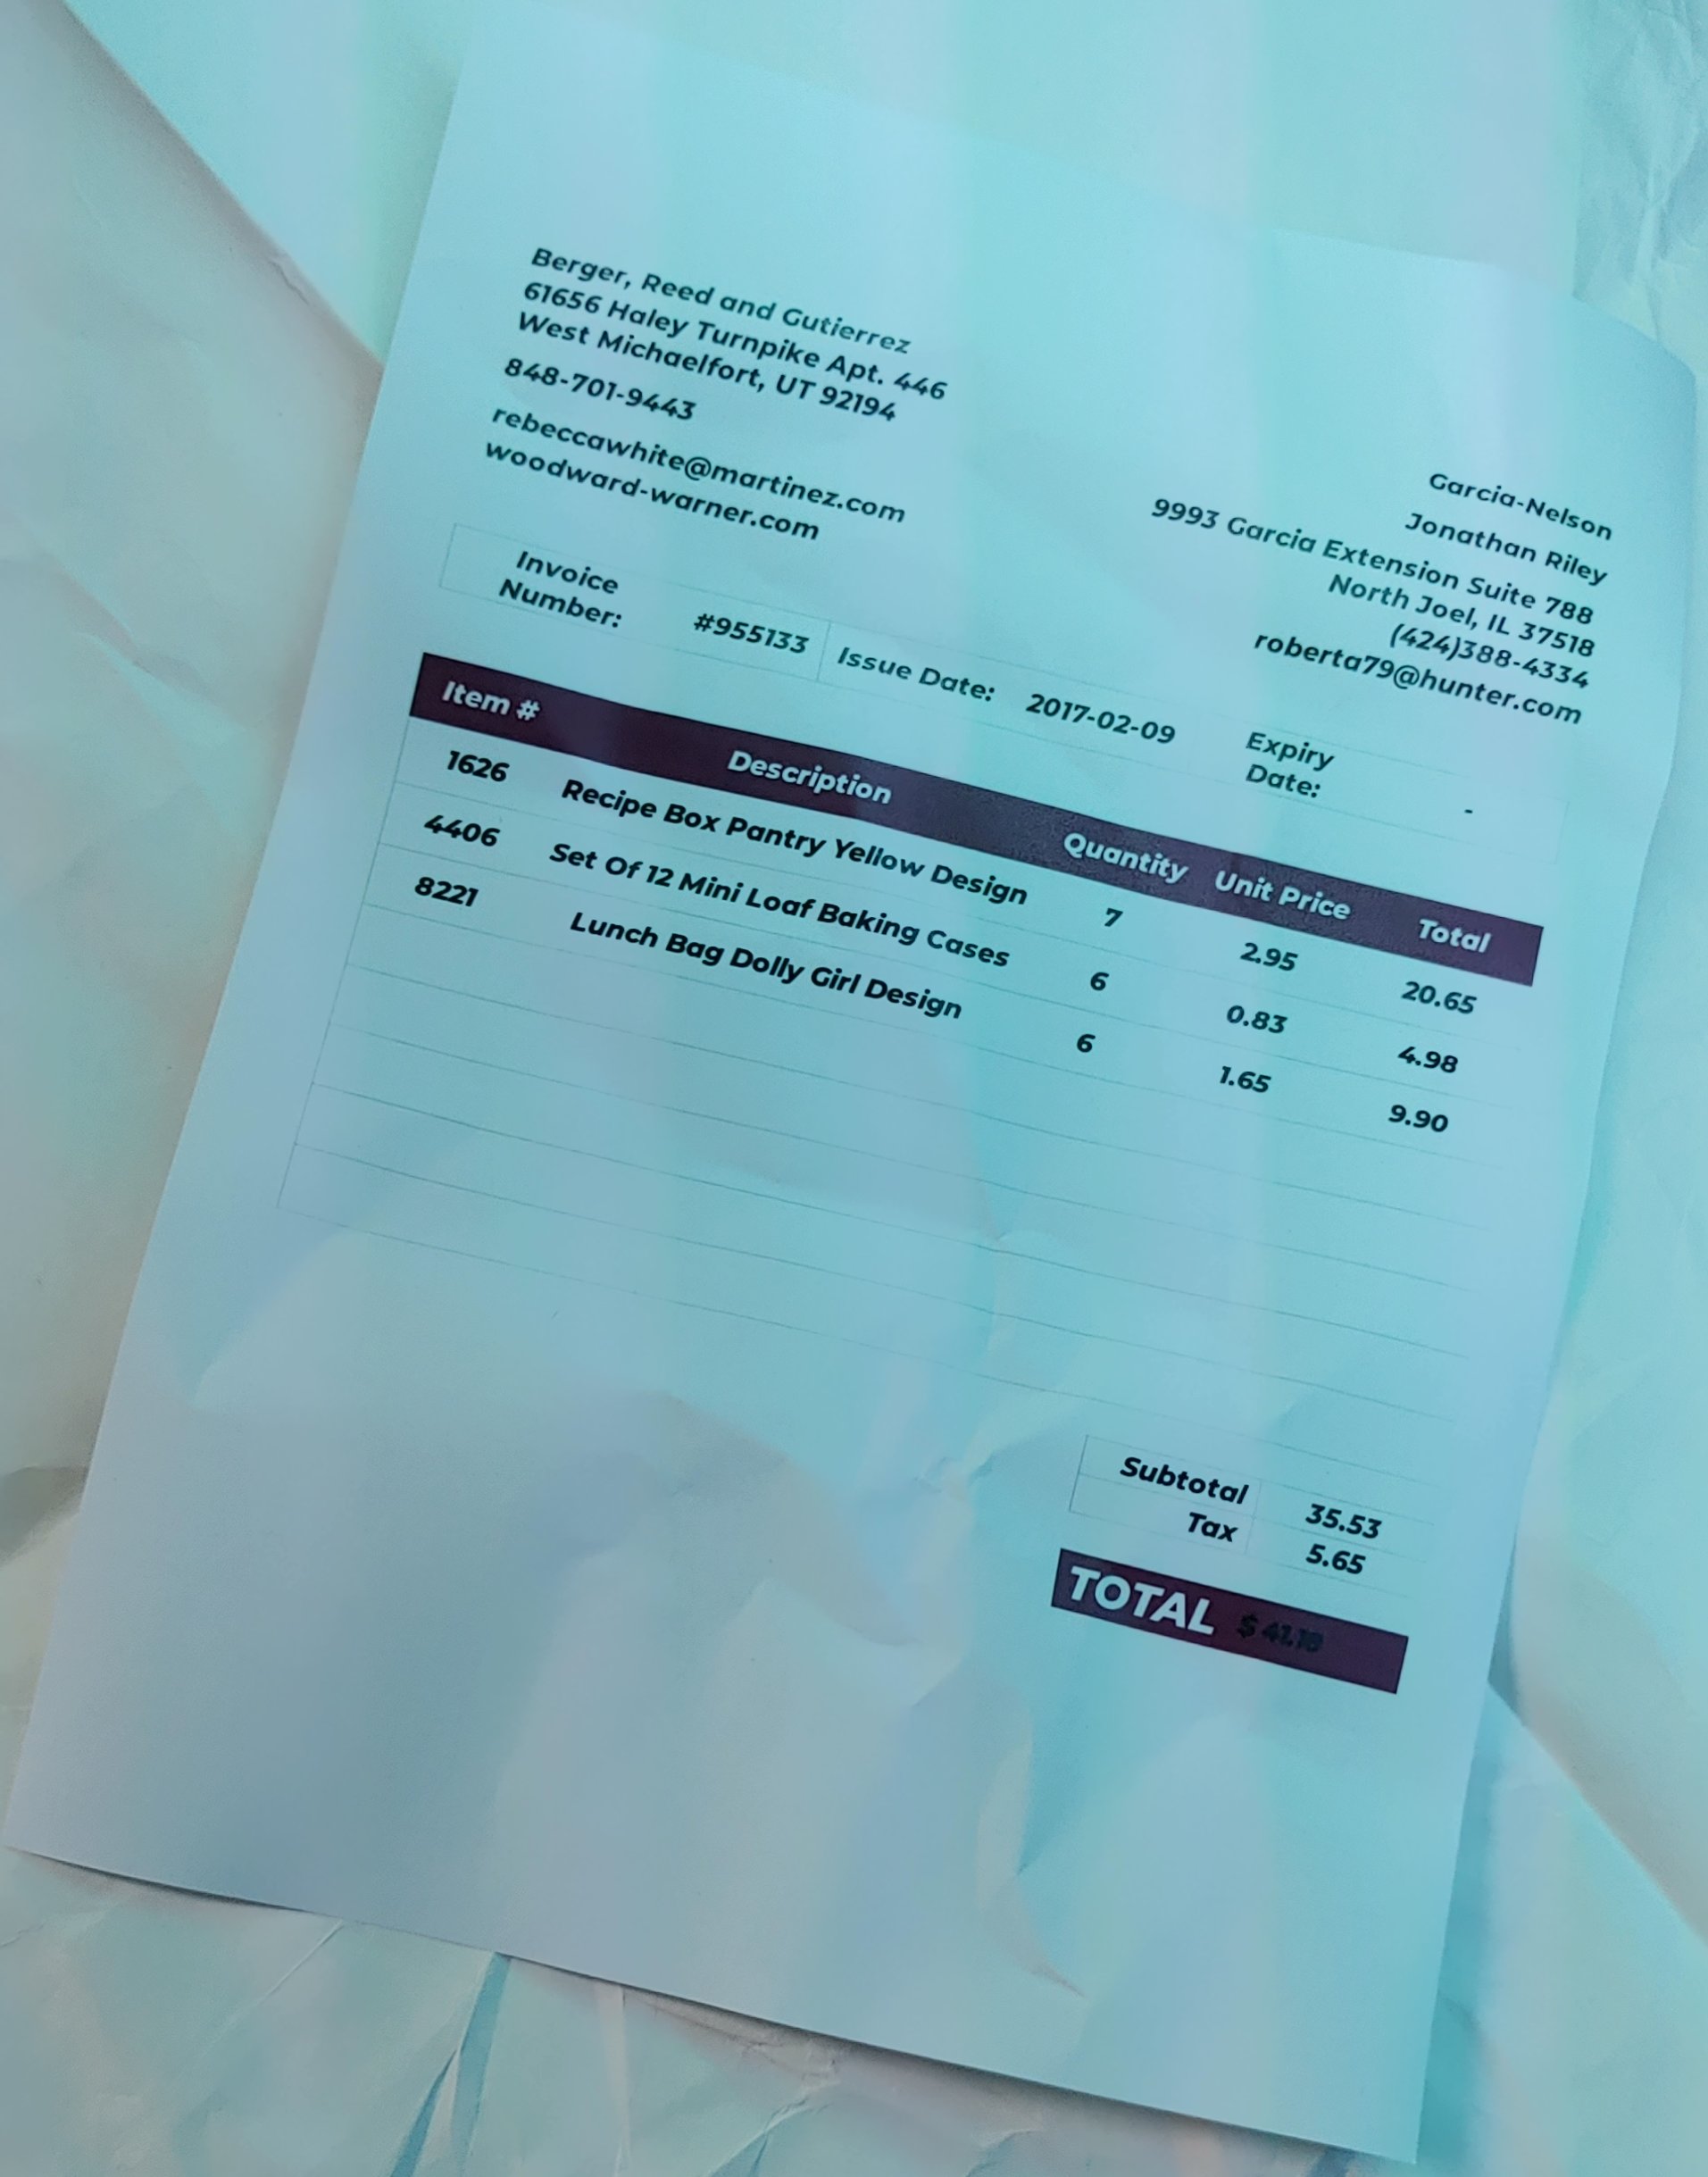 Berger, Reed and Gutierrez
61656 Haley Turnpike Apt. 446
West Michaelfort, UT 92194
848-701-9443
rebeccawhite@martinez.com
woodward-warner.com
Garcia-Nelson
Jonathan Riley
9993 Garcia Extension Suite 788
North Joel, IL 37518
(424)388-4334
roberta79@hunter.com
Invoice Number: #955133 Issue Date: 2017-02-09 Expiry Date: -
Item # Description Quantity Unit Price Total
1626 Recipe Box Pantry Yellow Design 7 2.95 20.65
4406 Set Of 12 Mini Loaf Baking Cases 6 0.83 4.98
8221 Lunch Bag Dolly Girl Design 6 1.65 9.90
Subtotal 35.53
Tax 5.65
TOTAL $ 41.18